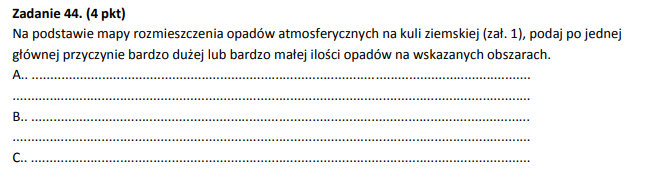 Zadanie 44. (4 pkt)
Na podstawie mapy rozmieszczenia opadów atmosferycznych na kuli ziemskiej (zał. 1), podaj po jednej
głównej przyczynie bardzo dużej lub bardzo małej ilości opadów na wskazanych obszarach.
A.. ......................................................................................................................................
..........................................................................................................................................
B.. ......................................................................................................................................
..........................................................................................................................................
C.. ......................................................................................................................................